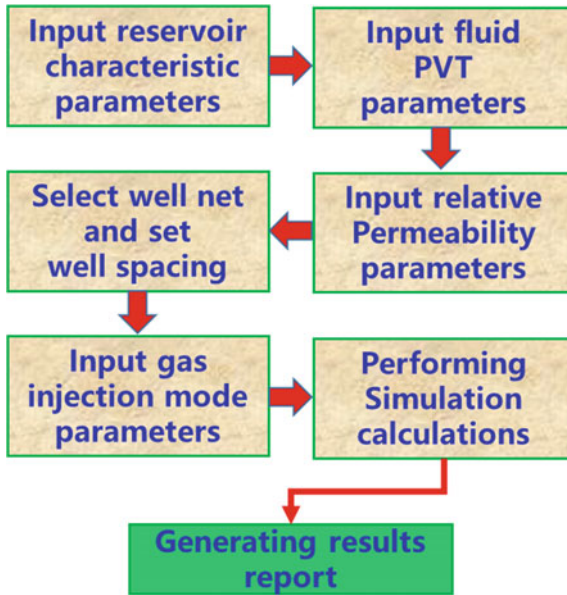 Input reservoir
characteristic
parameters
Input fluid
PVT
parameters
Input relative
Permeability
parameters
Select well net
and set
well spacing
Input gas
injection mode
parameters
Performing
Simulation
calculations
Generating results
report